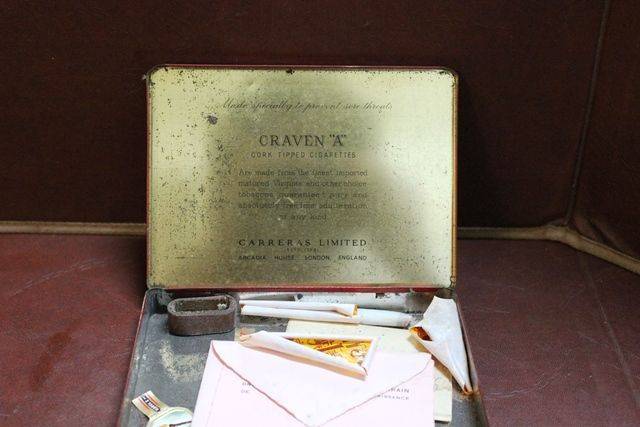 Made specially to prevent sore throats
CRAVEN "A"
CORK TIPPED CIGARETTES
Are made from the finest imported
matured Virginia and other choice
tobaccos, guaranteed pure and
absolutely free from adulteration
of any kind.
CARRERAS LIMITED
ARCADIA HOUSE, LONDON, ENGLAND
DE